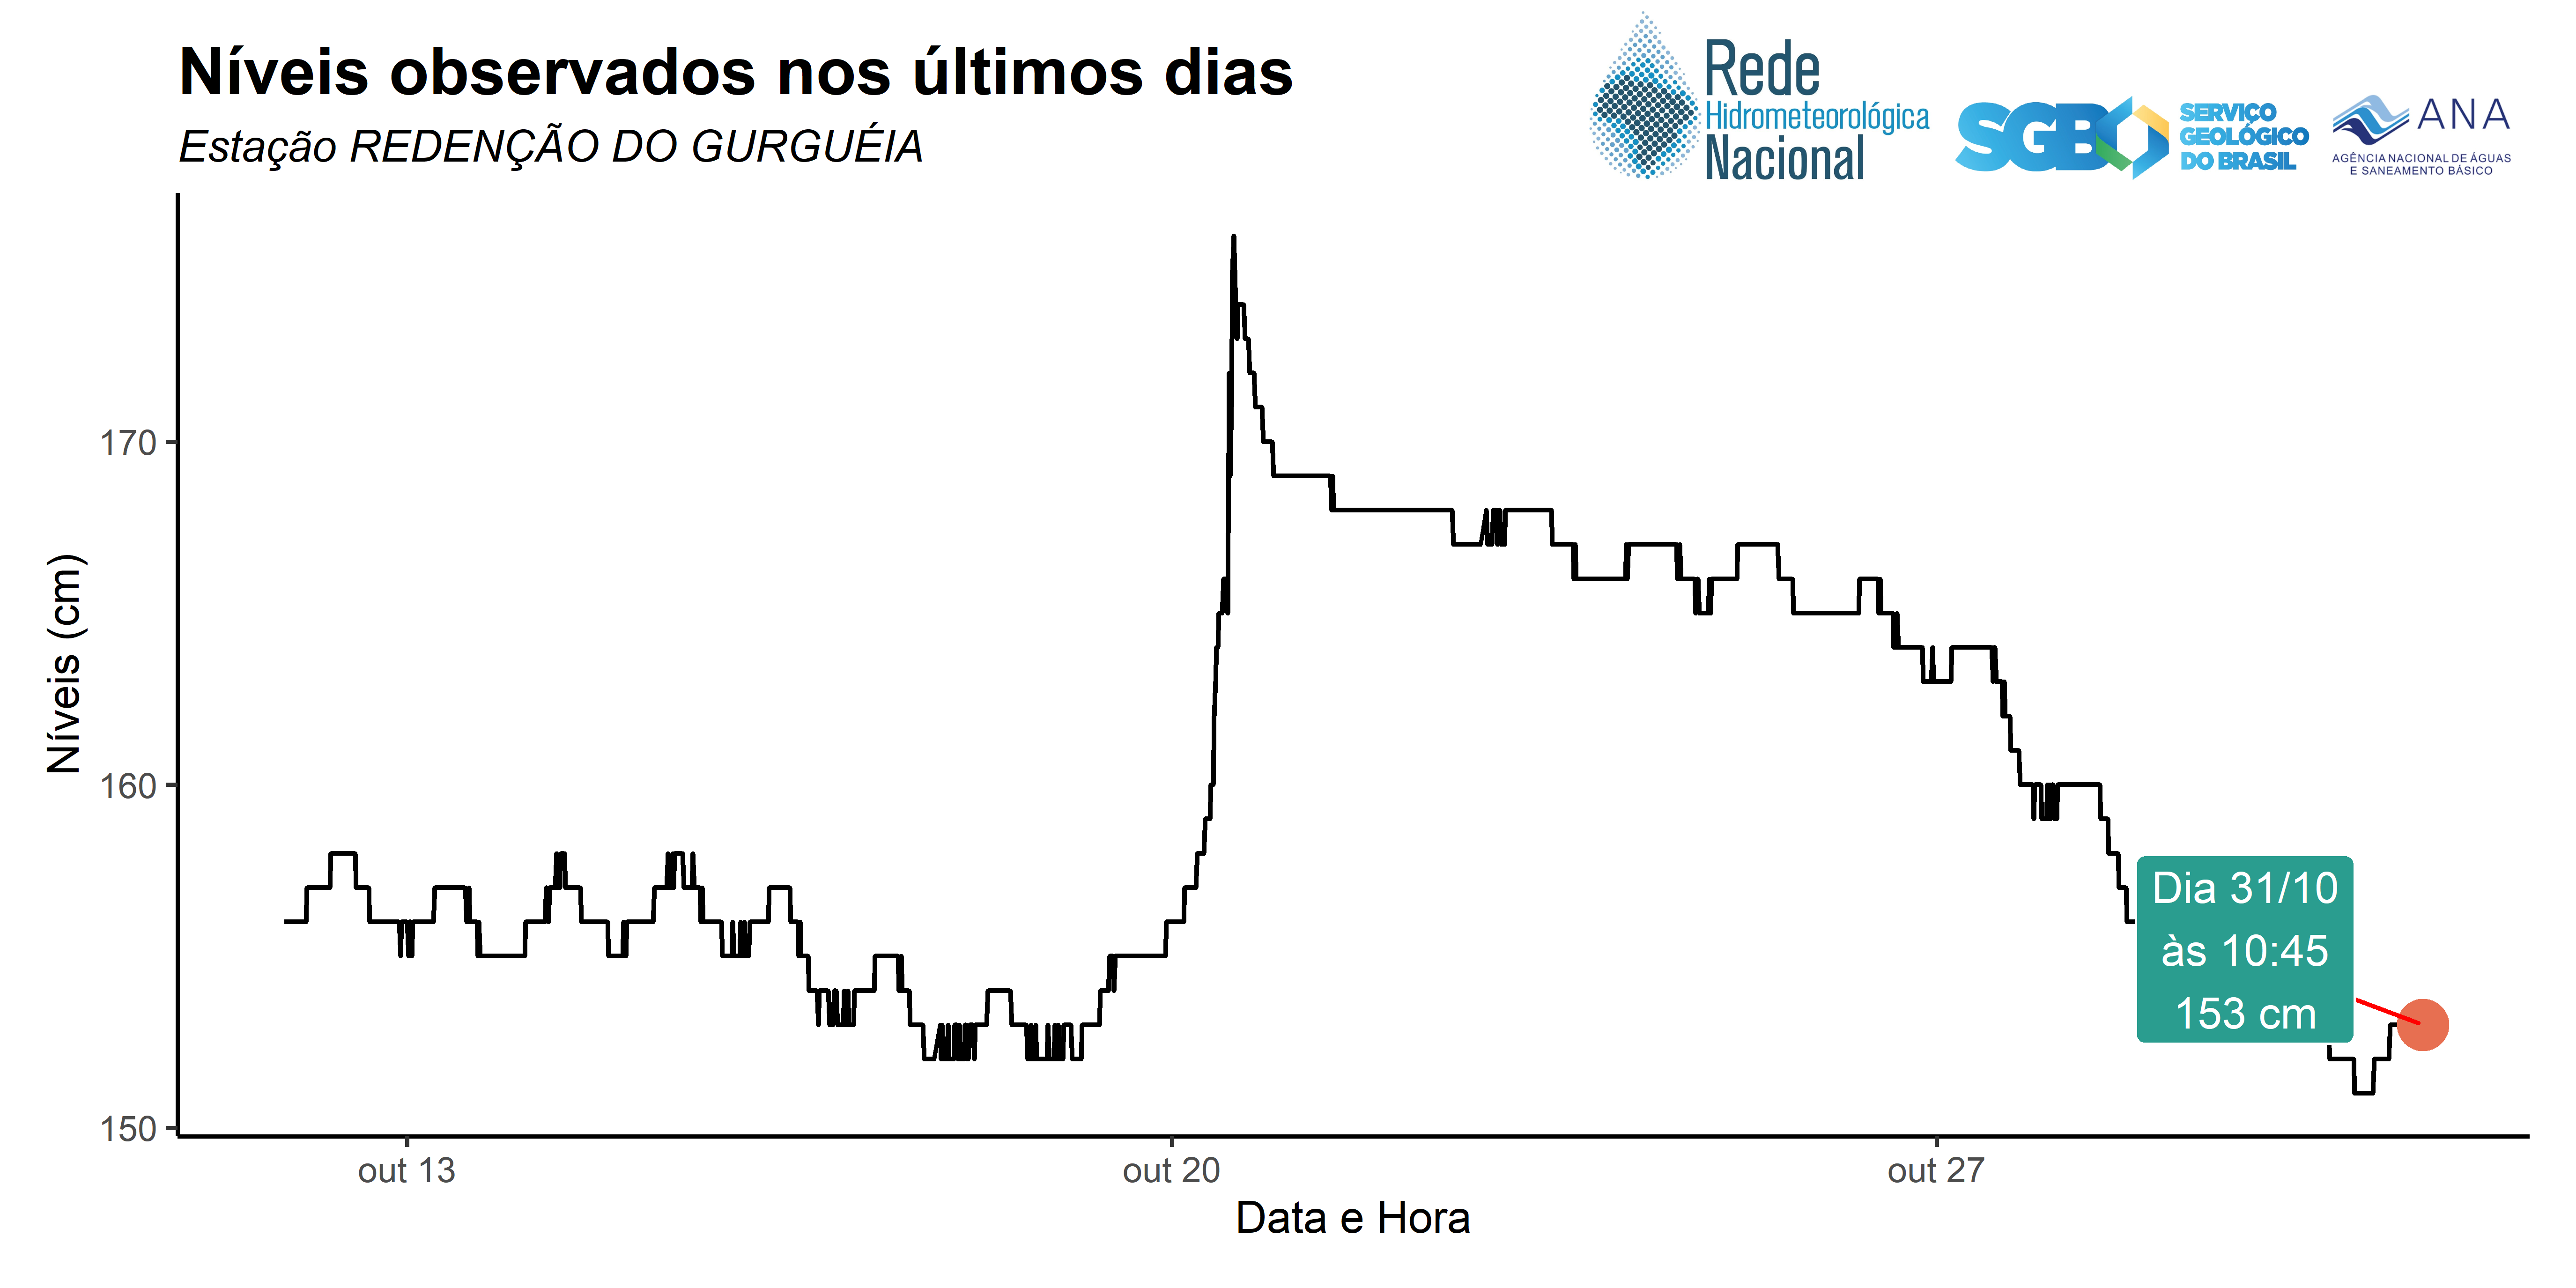 Níveis observados nos últimos dias
Estação REDENÇÃO DO GURGUÉIA
Rede
Hidrometeorológica
Nacional
SGB
SERVIÇO
GEOLÓGICO
DO BRASIL
ANA
AGÊNCIA NACIONAL DE ÁGUAS
E SANEAMENTO BÁSICO
Níveis (cm)
170
160
150
Dia 31/10
às 10:45
153 cm
out 13
out 20
out 27
Data e Hora